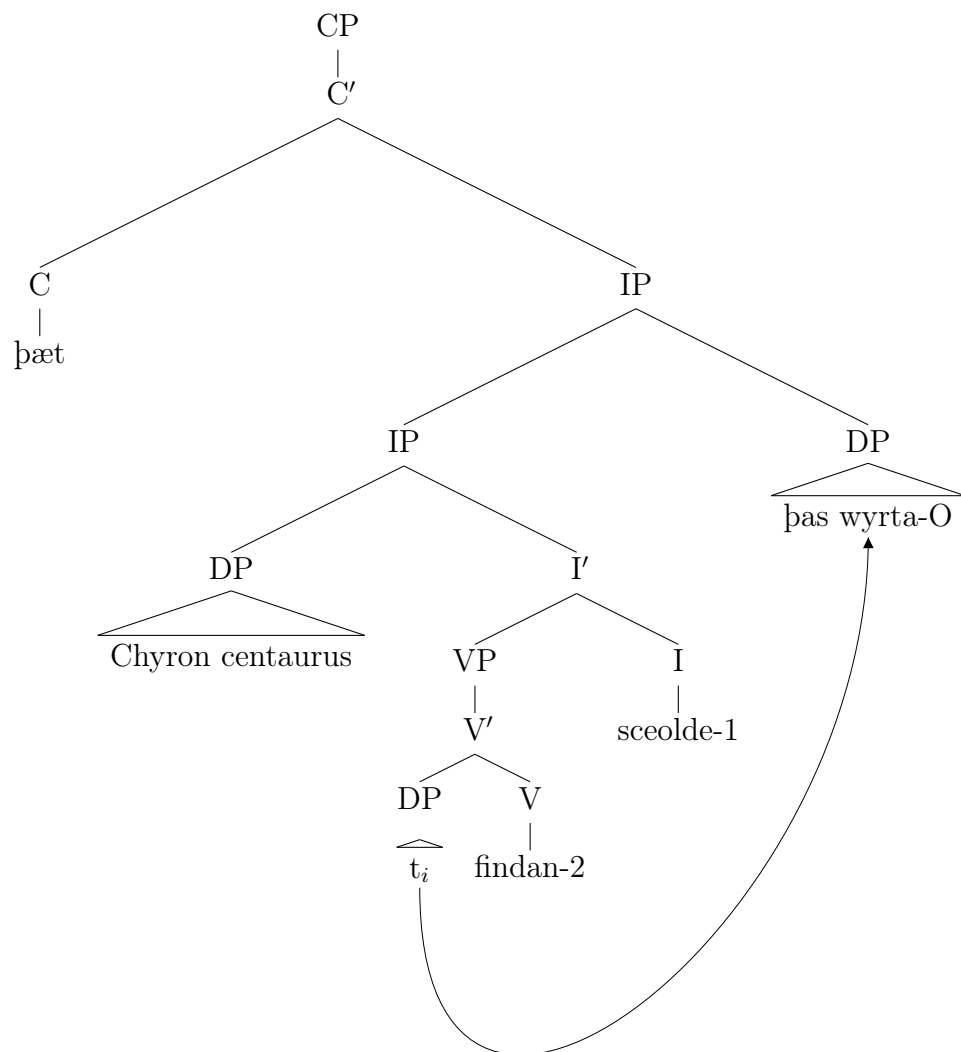 CP
C′
C IP
þæt
IP DP
þas wyrta-O
DP I′
Chyron centaurus VP I
V′ sceolde-1
DP V
t_i findan-2